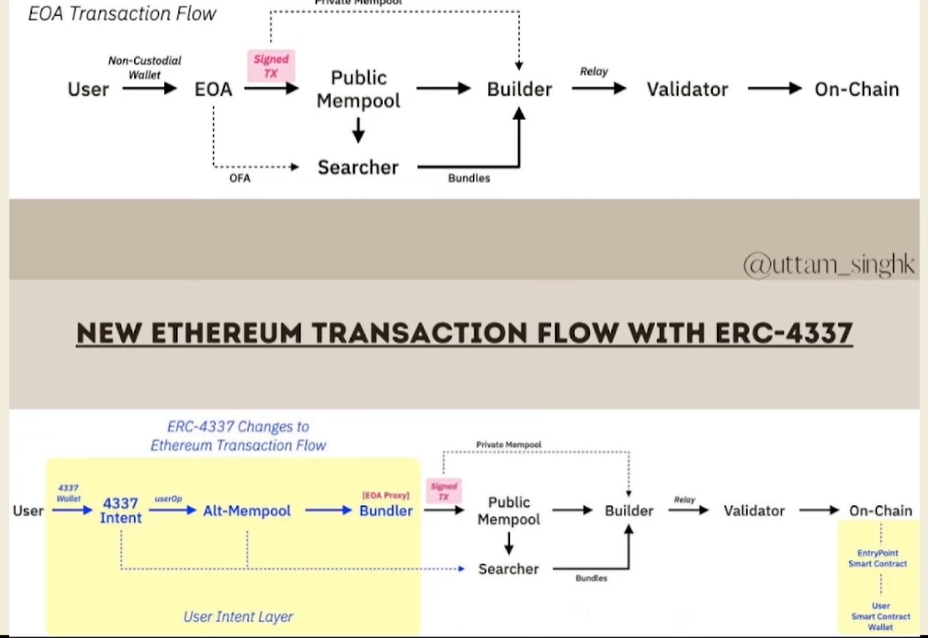 Private Mempool
EOA Transaction Flow
Non-Custodial
Wallet
Signed
TX
User
EOA
Public
Mempool
Builder
Relay
Validator
On-Chain
Searcher
OFA
Bundles
@uttam_singhk
NEW ETHEREUM TRANSACTION FLOW WITH ERC-4337
ERC-4337 Changes to
Ethereum Transaction Flow
Private Mempool
User
4337
Wallet
4337
Intent
userOp
Alt-Mempool
[EOA Proxy]
Bundler
Signed
TX
Public
Mempool
Builder
Relay
Validator
On-Chain
Searcher
Bundles
EntryPoint
Smart Contract
User
Smart Contract
Wallet
User Intent Layer